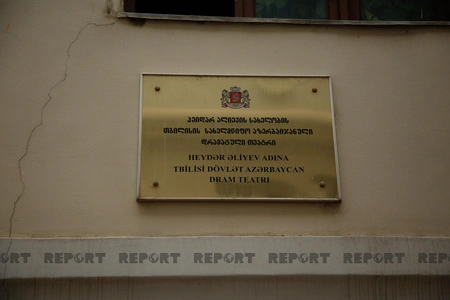 ჰეიდარ ალიევის სახელობის
თბილისის სახელმწიფო აზერბაიჯანული
დრამატული თეატრი
HEYDƏR ƏLİYEV ADINA
TBİLİSİ DÖVLƏT AZƏRBAYCAN
DRAM TEATRI
REPORT REPORT REPORT REPORT REPORT REPORT